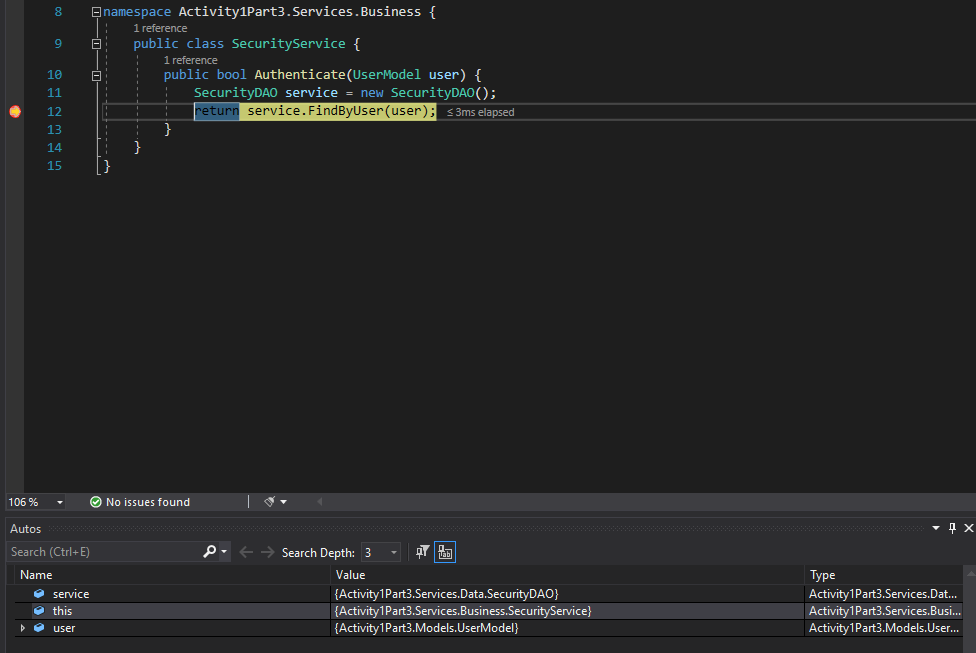 8 namespace Activity1Part3.Services.Business {
1 reference
9 public class SecurityService {
1 reference
10 public bool Authenticate(UserModel user) {
11 SecurityDAO service = new SecurityDAO();
12 return service.FindByUser(user); ≤ 3ms elapsed
13 }
14 }
15 }
106 % No issues found
Autos
Search (Ctrl+E) Search Depth: 3
Name Value Type
service {Activity1Part3.Services.Data.SecurityDAO} Activity1Part3.Services.Dat...
this {Activity1Part3.Services.Business.SecurityService} Activity1Part3.Services.Busi...
user {Activity1Part3.Models.UserModel} Activity1Part3.Models.User...